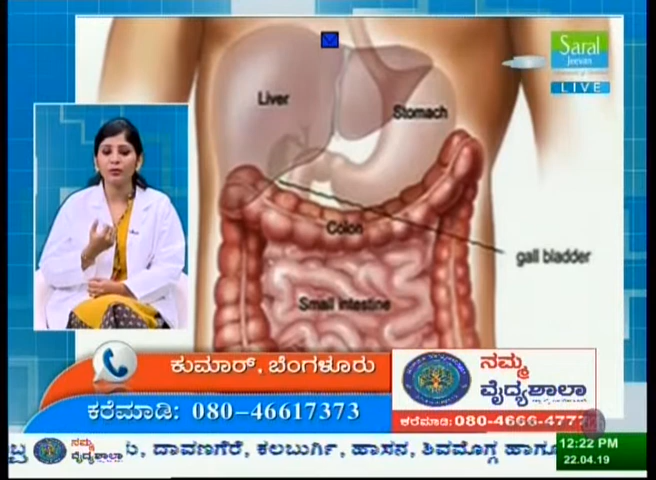 Saral
Jeevan
LIVE
Liver
Stomach
Colon
gall bladder
Small intestine
ಕುಮಾರ್, ಬೆಂಗಳೂರು
ಕರೆಮಾಡಿ: 080-46617373
ನಮ್ಮ
ವೈದ್ಯಶಾಲಾ
ಕರೆಮಾಡಿ: 080-4666-477
ನಮ್ಮ
ವೈದ್ಯಶಾಲಾ
ದಾವಣಗೆರೆ, ಕಲಬುರ್ಗಿ, ಹಾಸನ, ಶಿವಮೊಗ್ಗ ಹಾಗೂ
12:22 PM
22.04.19